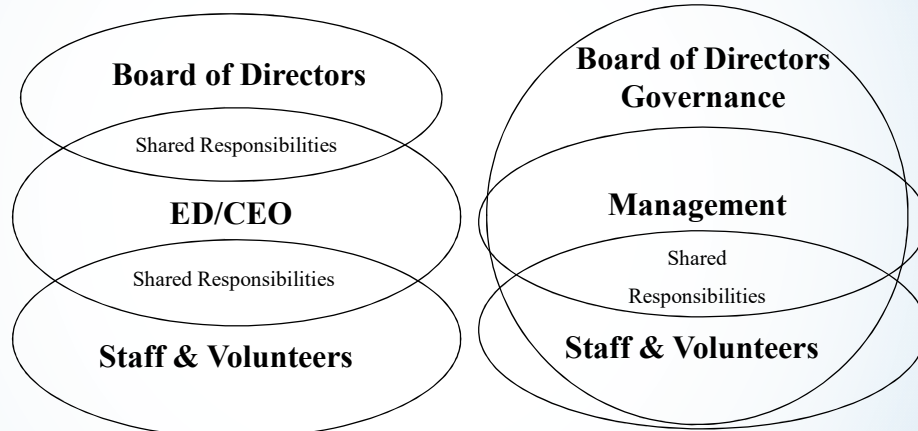 Board of Directors
Shared Responsibilities
ED/CEO
Shared Responsibilities
Staff & Volunteers
Board of Directors
Governance
Management
Shared
Responsibilities
Staff & Volunteers